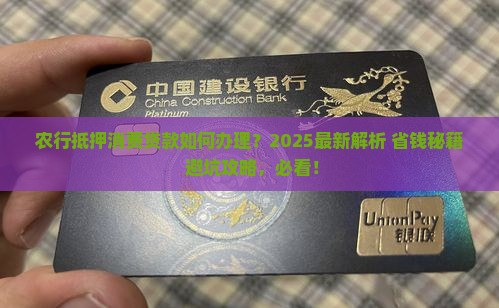 中国建设银行
China Construction Bank
Platinum
农行抵押消费贷款如何办理？2025最新解析 省钱秘籍
避坑攻略，必看！
UnionPay
银联